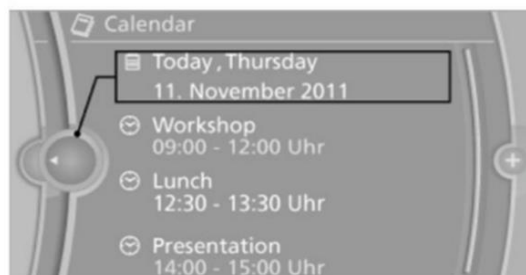 Calendar
Today , Thursday
11. November 2011
Workshop
09:00 - 12:00 Uhr
Lunch
12:30 - 13:30 Uhr
Presentation
14:00 - 15:00 Uhr